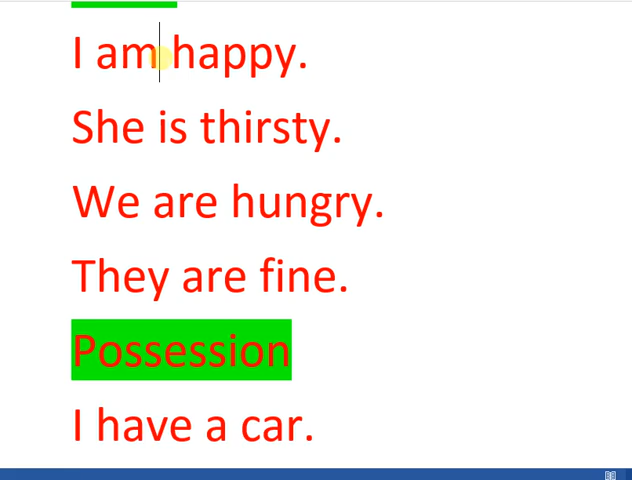 I am happy.
She is thirsty.
We are hungry.
They are fine.
Possession
I have a car.